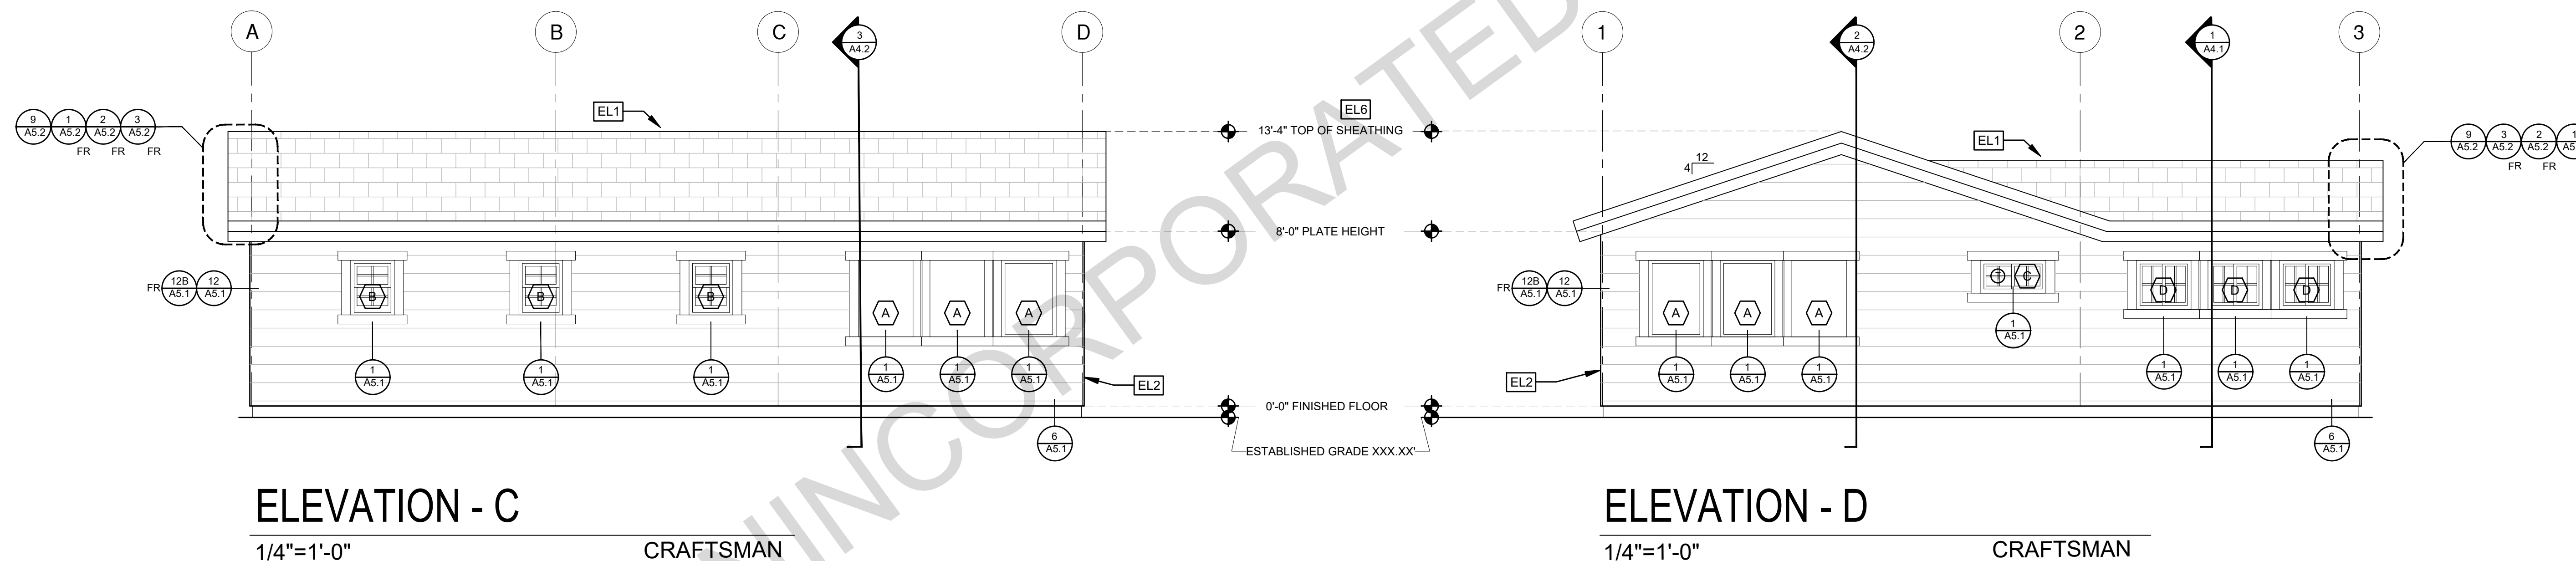 A
B
C
D
3
A4.2
EL1
9
A5.2
1
A5.2
2
A5.2
3
A5.2
FR
FR
FR
FR
12B
A5.1
12
A5.1
B
B
B
A
A
A
1
A5.1
1
A5.1
1
A5.1
1
A5.1
1
A5.1
1
A5.1
EL2
6
A5.1
ELEVATION - C
1/4"=1'-0"
CRAFTSMAN
EL6
13'-4" TOP OF SHEATHING
8'-0" PLATE HEIGHT
0'-0" FINISHED FLOOR
ESTABLISHED GRADE XXX.XX'
1
2
3
2
A4.2
1
A4.1
12
4
EL1
9
A5.2
3
A5.2
2
A5.2
FR
FR
FR
12B
A5.1
12
A5.1
A
A
A
T
C
D
D
D
1
A5.1
1
A5.1
1
A5.1
1
A5.1
1
A5.1
1
A5.1
1
A5.1
EL2
6
A5.1
ELEVATION - D
1/4"=1'-0"
CRAFTSMAN